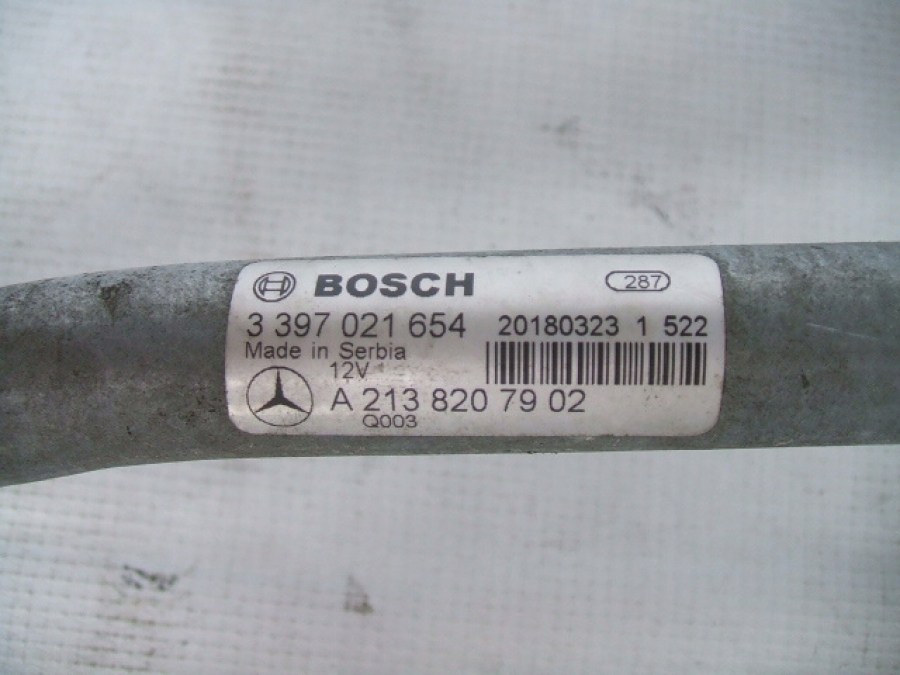 BOSCH 287
3 397 021 654 20180323 1 522
Made in Serbia
12V
A 213 820 79 02
Q003